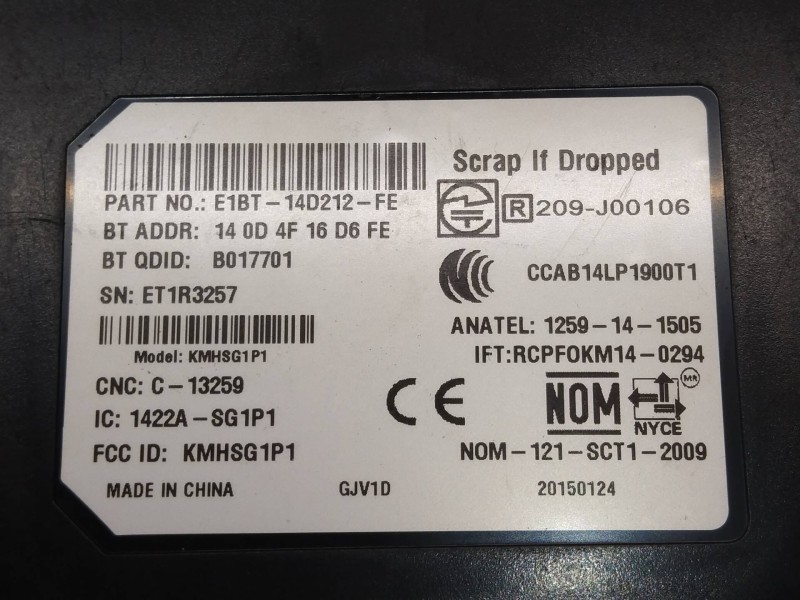 PART NO.: E1BT-14D212-FE
BT ADDR: 14 0D 4F 16 D6 FE
BT QDID: B017701
SN: ET1R3257
Model: KMHSG1P1
CNC: C-13259
IC: 1422A-SG1P1
FCC ID: KMHSG1P1
MADE IN CHINA
GJV1D
Scrap If Dropped
R 209-J00106
CCAB14LP1900T1
ANATEL: 1259-14-1505
IFT:RCPFOKM14-0294
CE
NOM
MR
NYCE
NOM-121-SCT1-2009
20150124